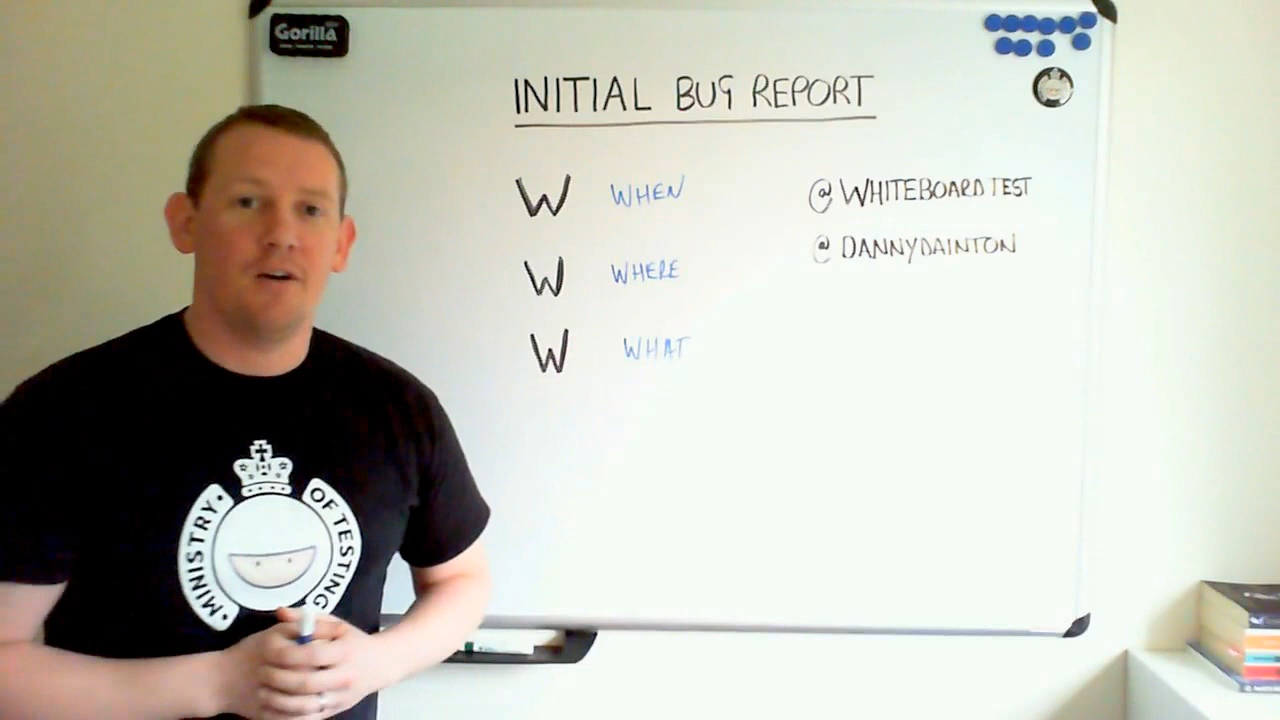 Gorilla
INITIAL BUG REPORT
W WHEN @WHITEBOARDTEST
W WHERE @DANNYDAINTON
W WHAT
MINISTRY OF TESTING